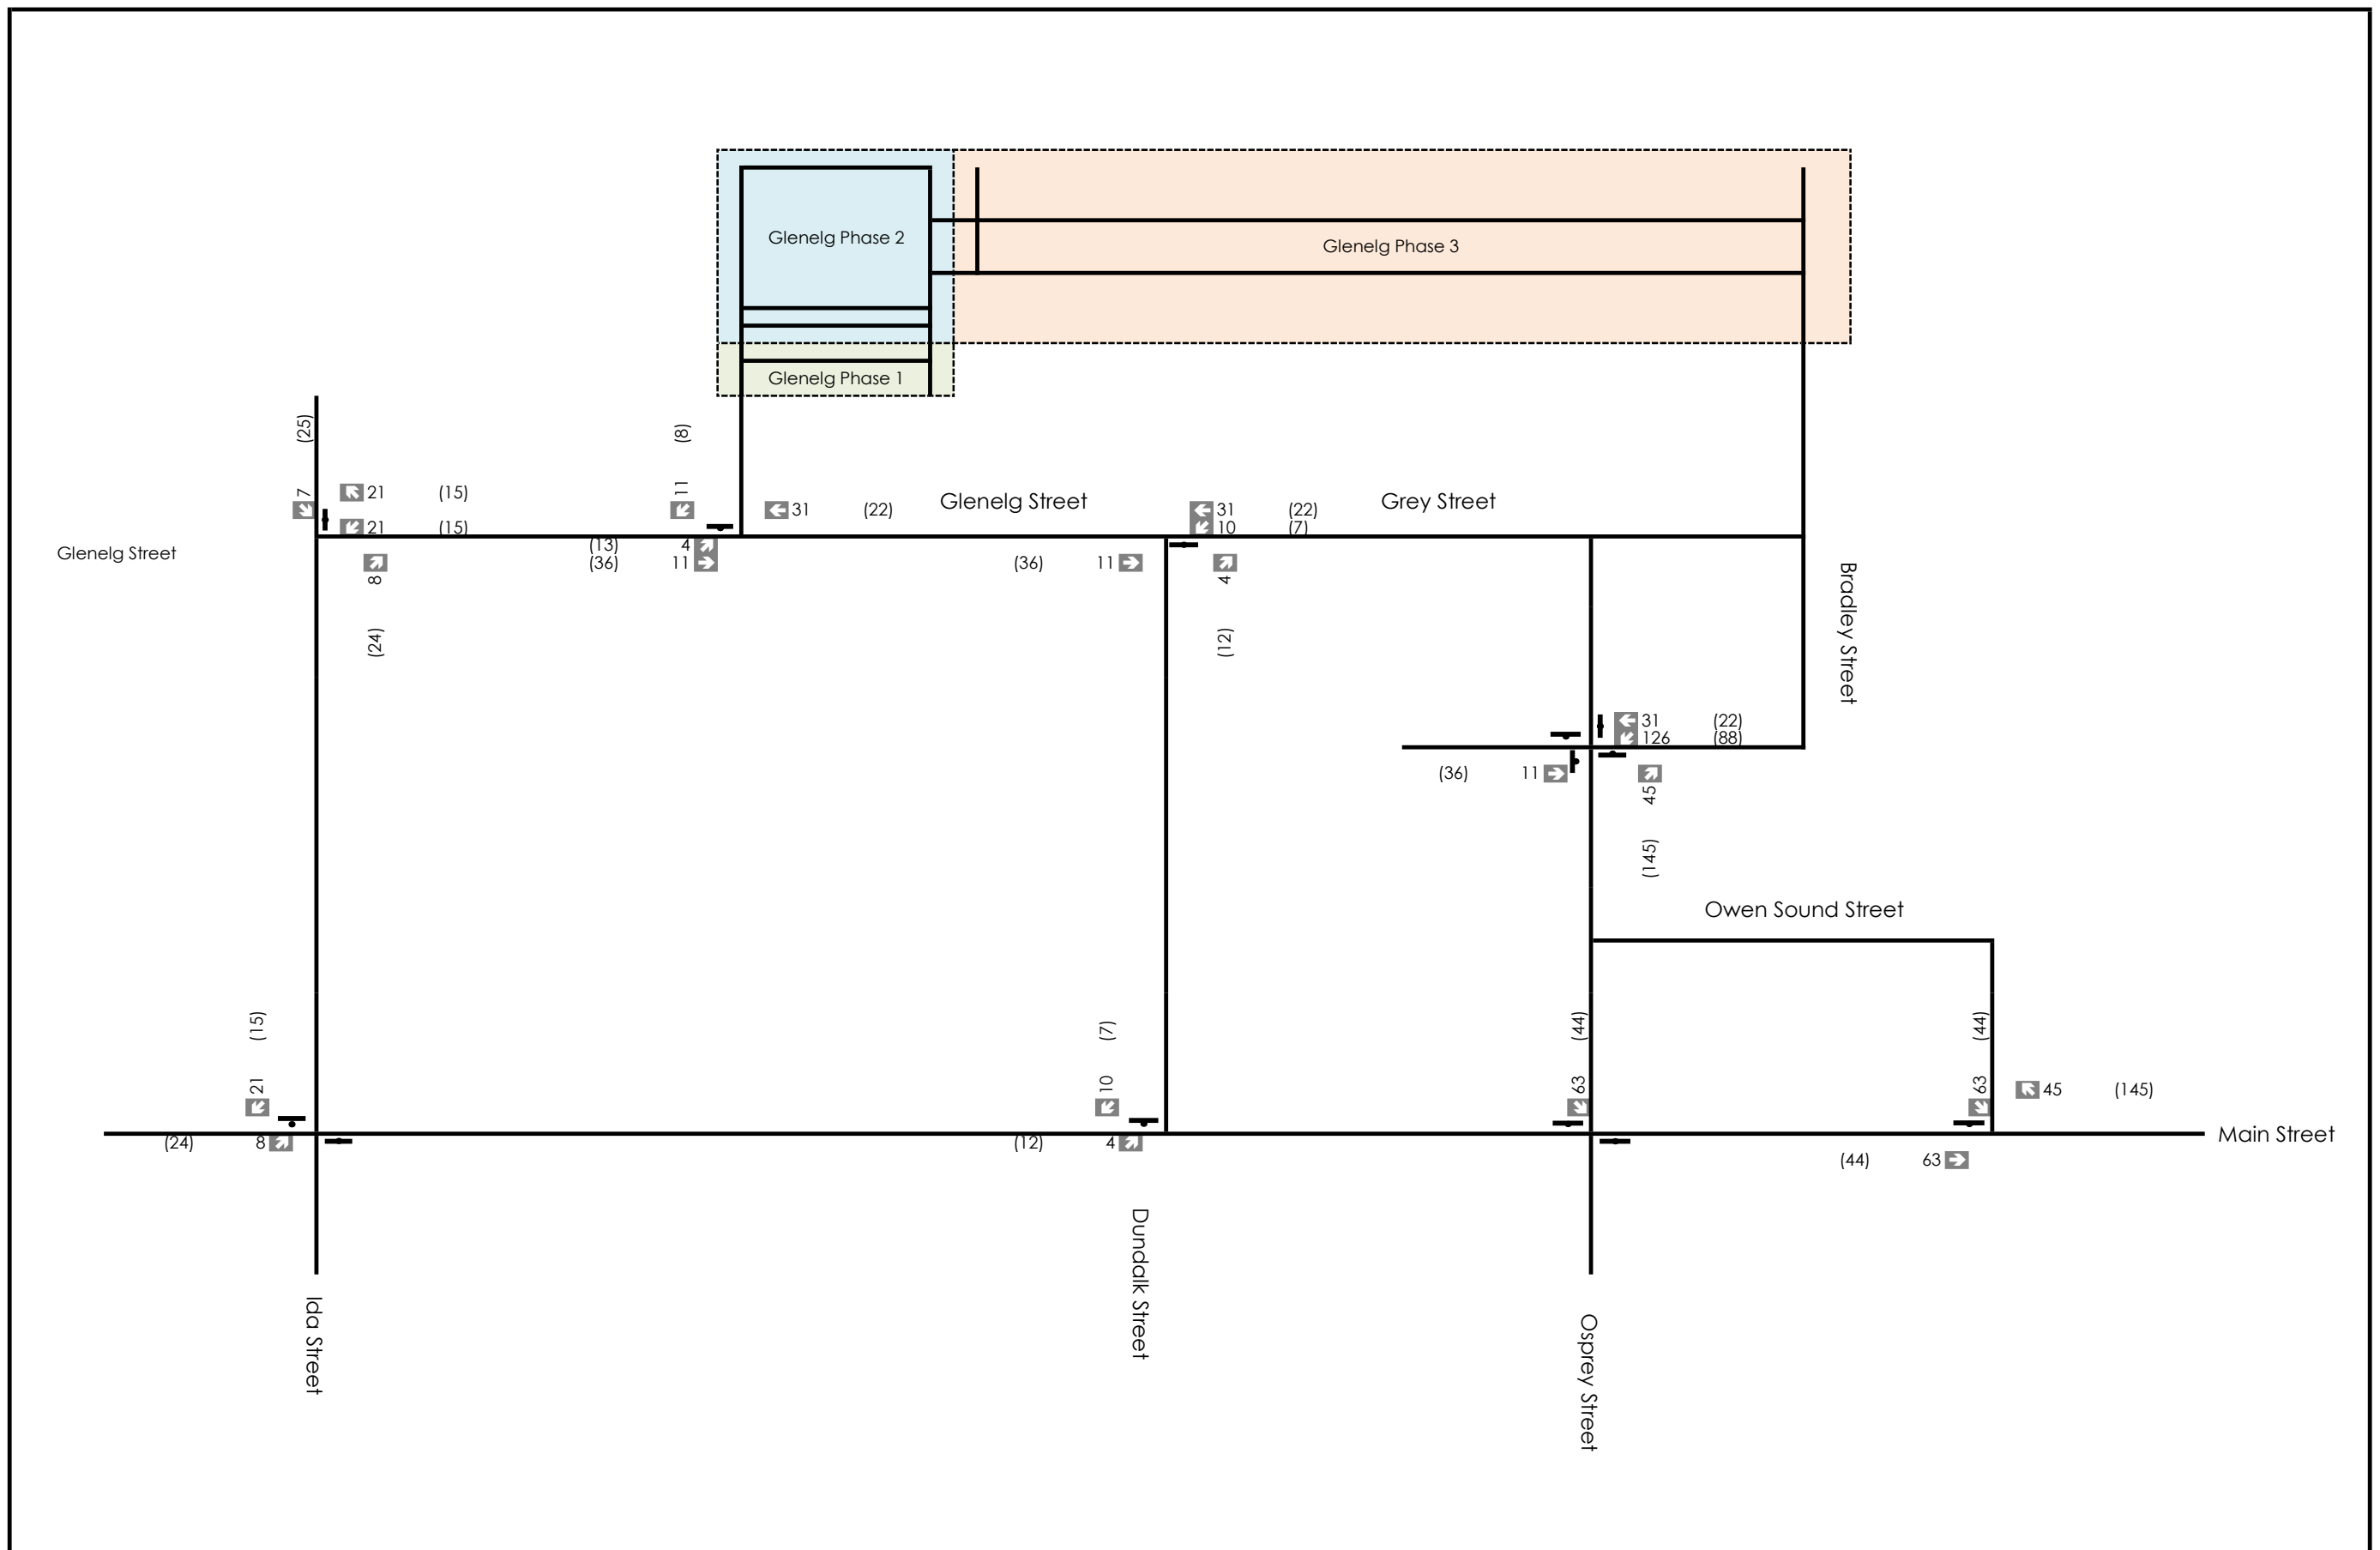 Glenelg Phase 2
Glenelg Phase 3
Glenelg Phase 1
(25)
(8)
7
21 (15)
11
31 (22)
Glenelg Street
31 (22)
Grey Street
21 (15)
10 (7)
Glenelg Street
(13) 4
(36) 11
(36) 11
8
4
(24)
(12)
Bradley Street
31 (22)
126 (88)
(36) 11
45
(145)
Owen Sound Street
(15)
(7)
(44)
(44)
21
10
63
63
45 (145)
(24) 8
(12) 4
Main Street
(44) 63
Dundalk Street
Ida Street
Osprey Street